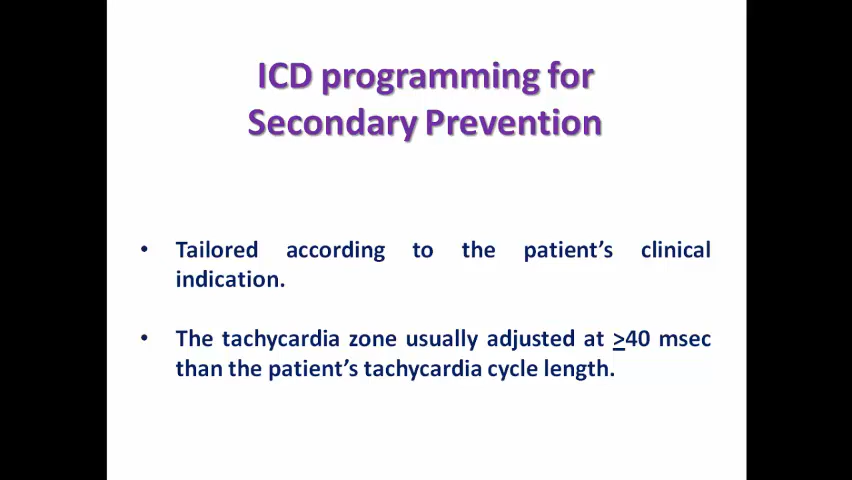 ICD programming for
Secondary Prevention
• Tailored according to the patient’s clinical
indication.
• The tachycardia zone usually adjusted at ≥40 msec
than the patient’s tachycardia cycle length.